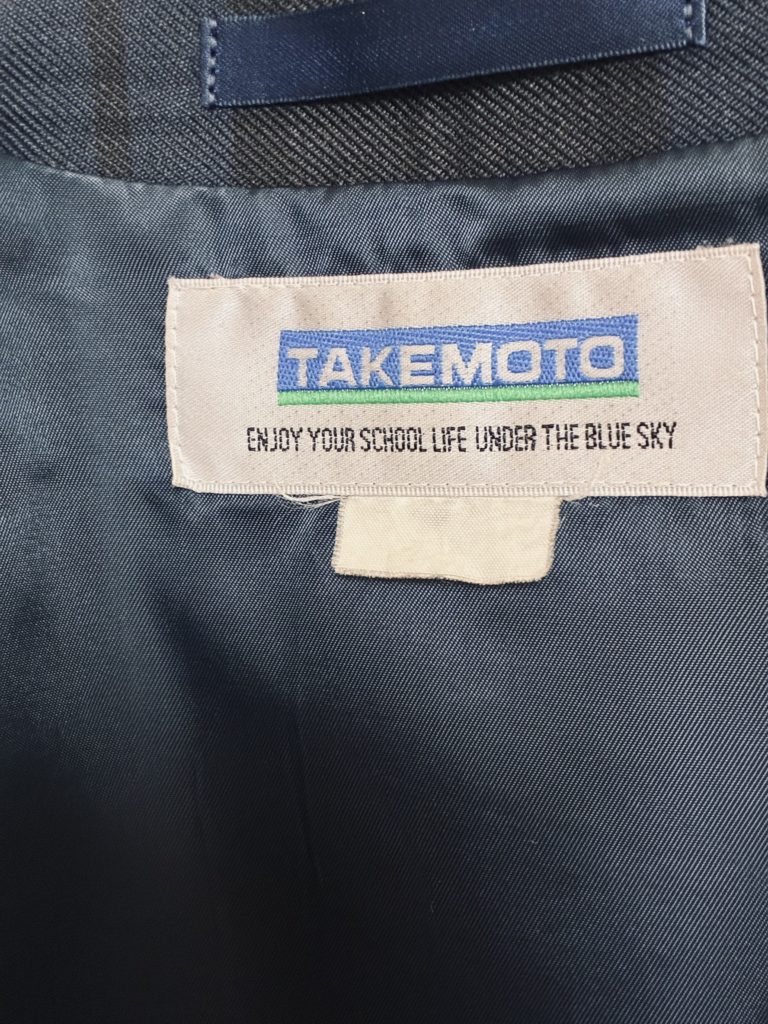 TAKEMOTO
ENJOY YOUR SCHOOL LIFE UNDER THE BLUE SKY